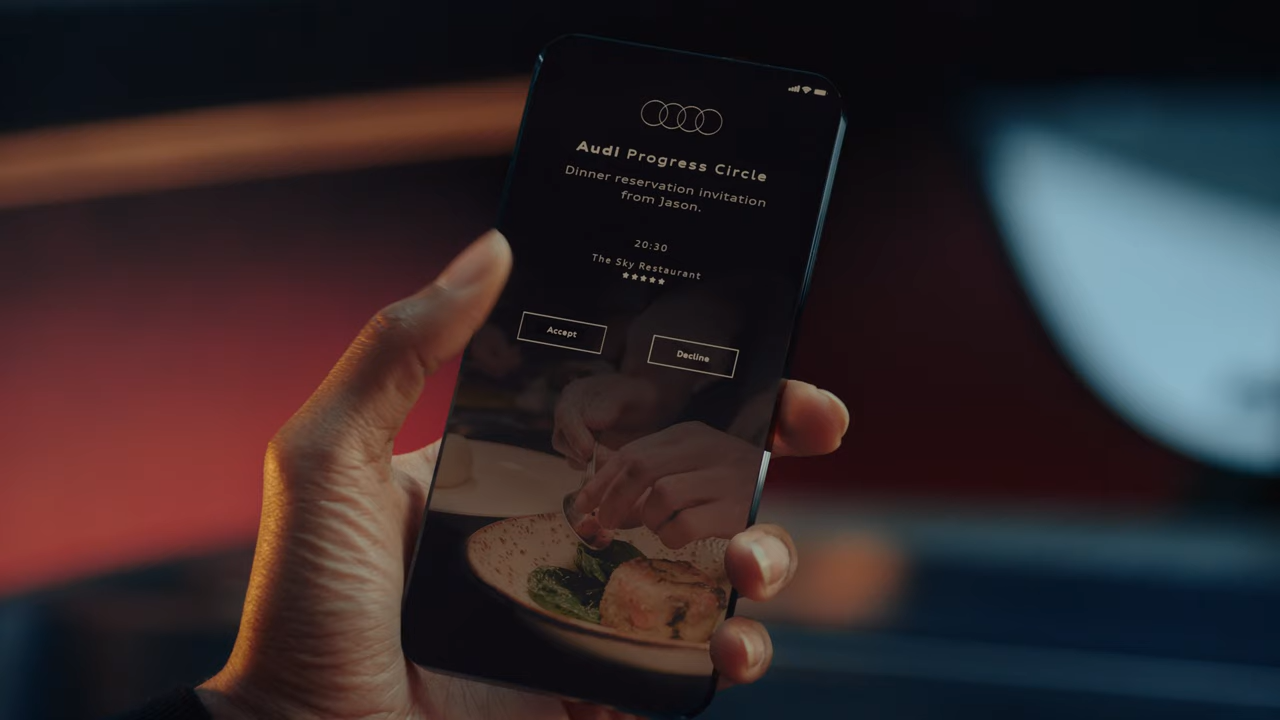 Audi Progress Circle
Dinner reservation invitation
from Jason.
20:30
The Sky Restaurant
Accept
Decline